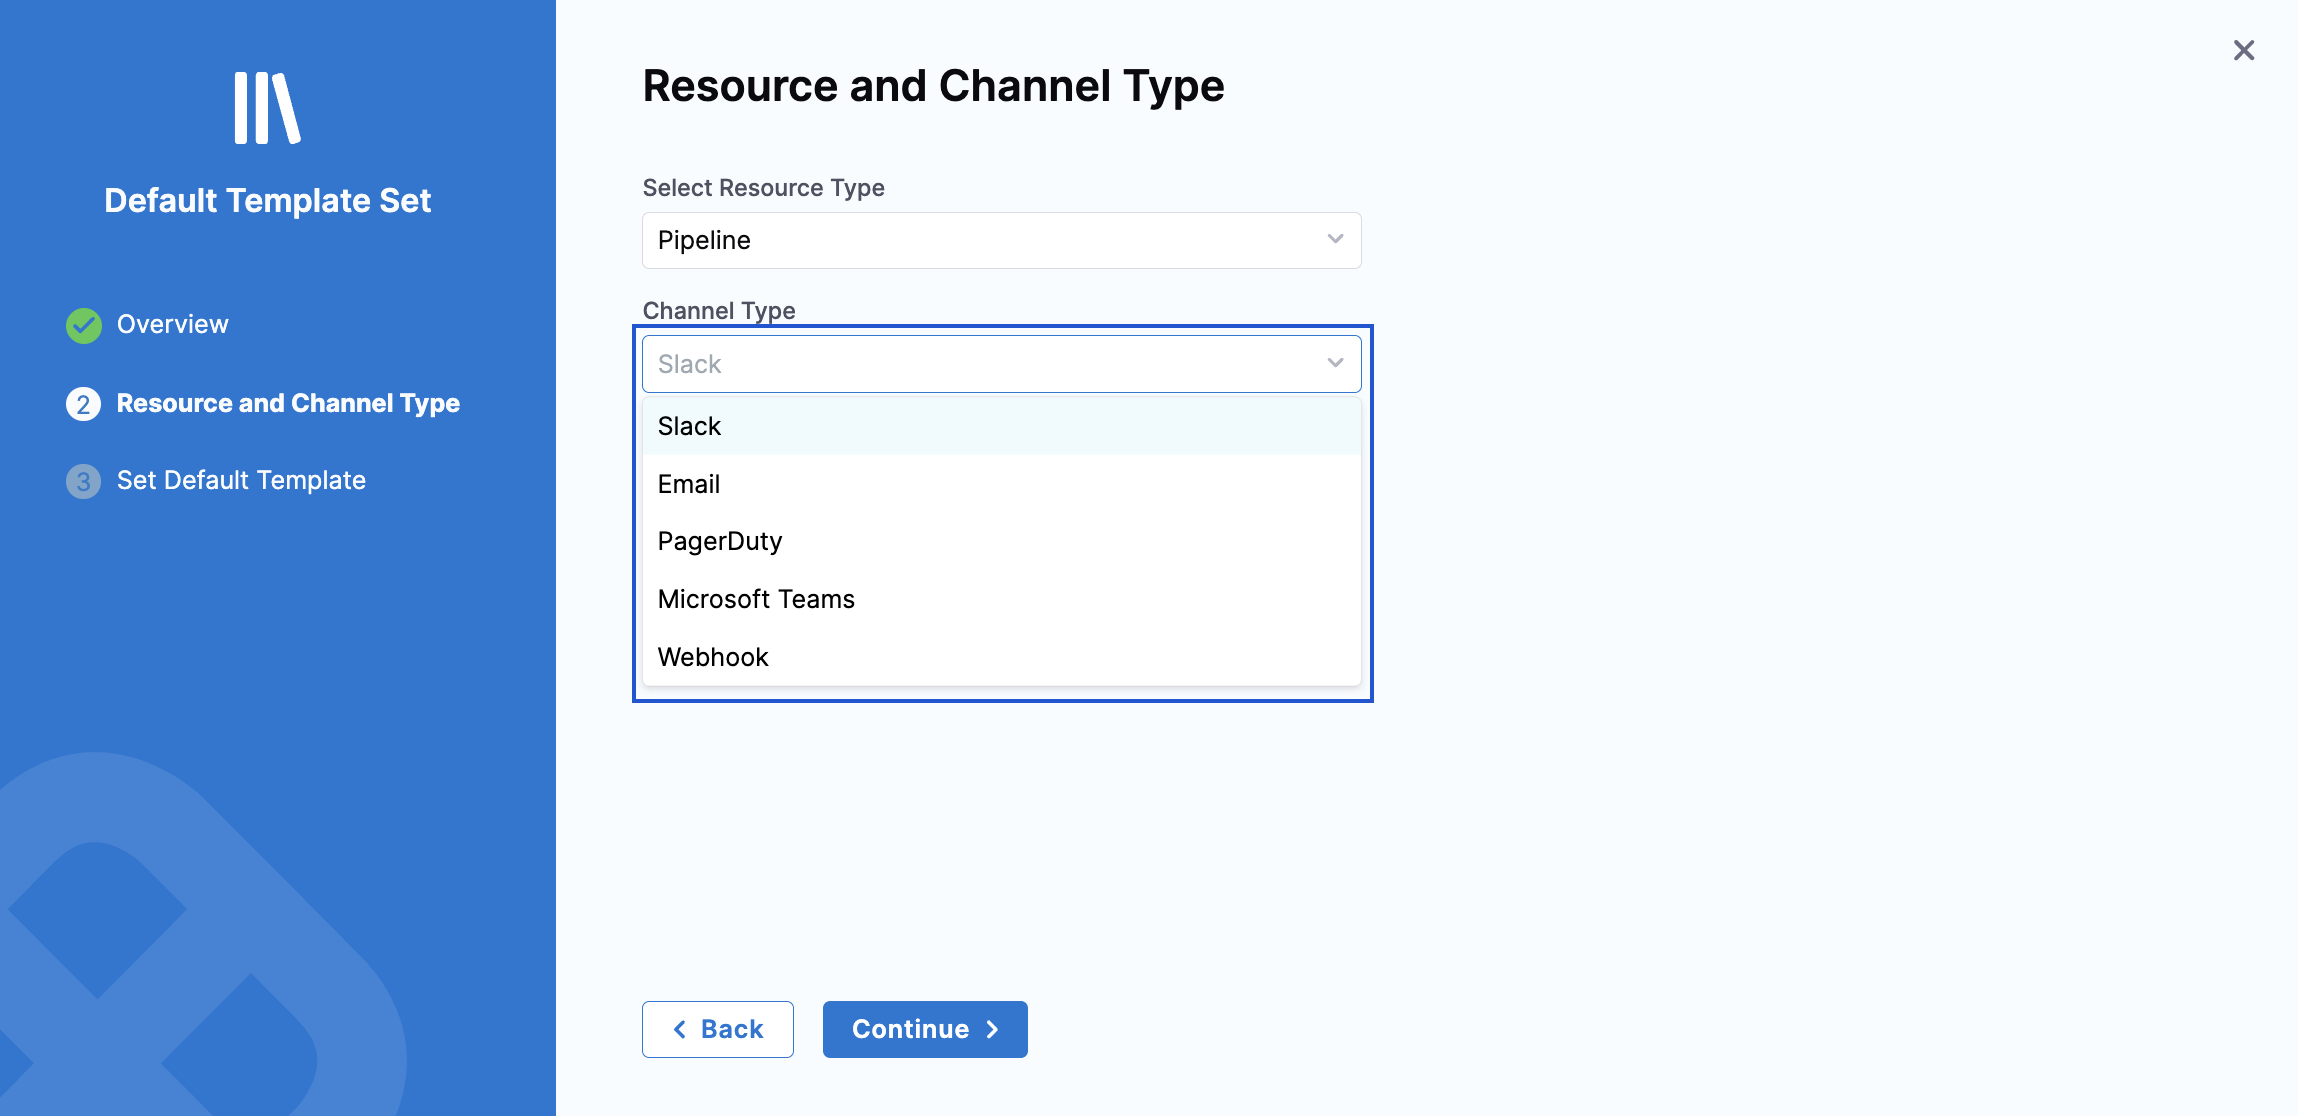 Default Template Set
Overview
2 Resource and Channel Type
3 Set Default Template
Resource and Channel Type
Select Resource Type
Pipeline
Channel Type
Slack
Slack
Email
PagerDuty
Microsoft Teams
Webhook
Back
Continue